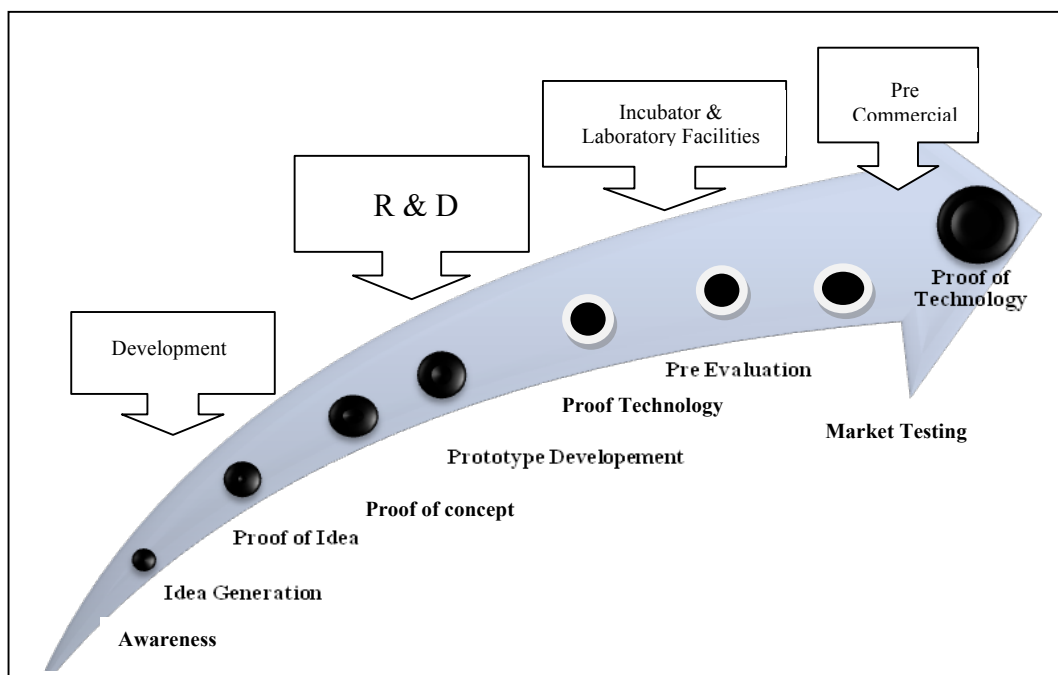 Pre
Commercial
Incubator &
Laboratory Facilities
R & D
Development
Proof of
Technology
Pre Evaluation
Proof Technology
Market Testing
Prototype Developement
Proof of concept
Proof of Idea
Idea Generation
Awareness